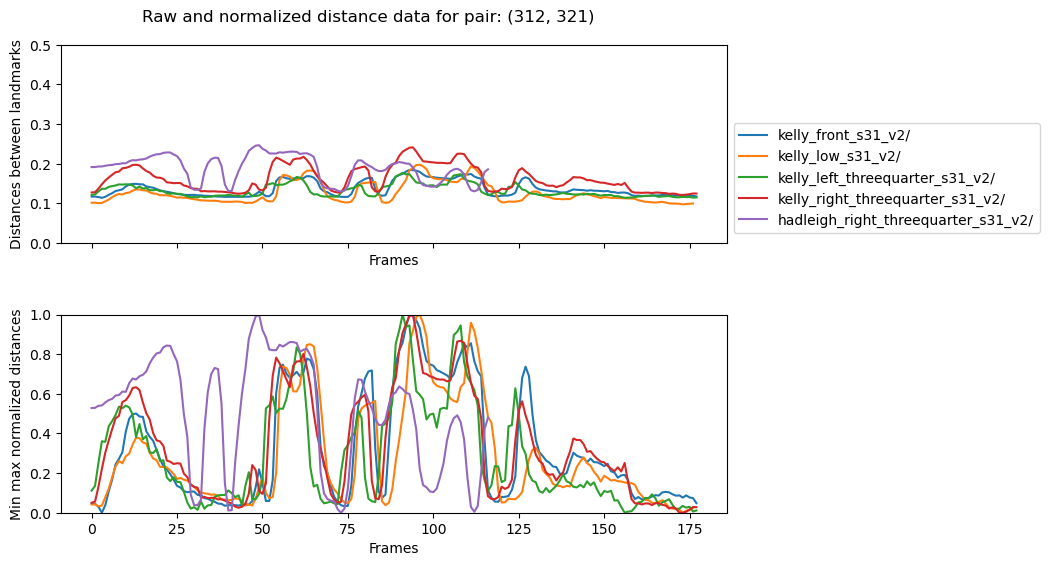 Raw and normalized distance data for pair: (312, 321)
Distances between landmarks
0.5
0.4
0.3
0.2
0.1
0.0
Frames
kelly_front_s31_v2/
kelly_low_s31_v2/
kelly_left_threequarter_s31_v2/
kelly_right_threequarter_s31_v2/
hadleigh_right_threequarter_s31_v2/
Min max normalized distances
1.0
0.8
0.6
0.4
0.2
0.0
0 25 50 75 100 125 150 175
Frames